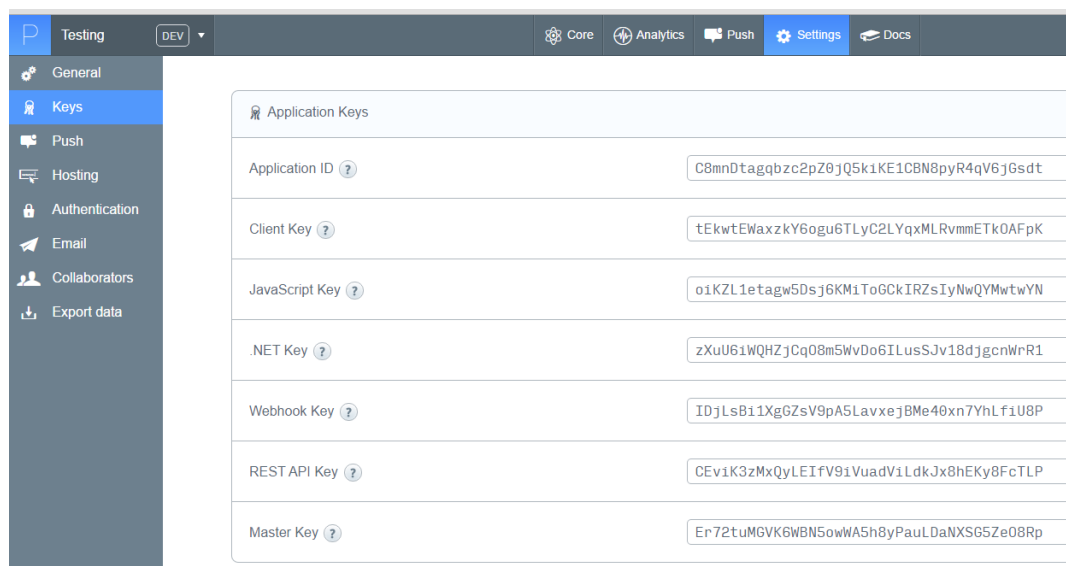 P Testing DEV Core Analytics Push Settings Docs
General
Keys
Push
Hosting
Authentication
Email
Collaborators
Export data
Application Keys
Application ID ? C8mnDtagqbzc2pZ0jQ5kiKE1CBN8pyR4qV6jGsdt
Client Key ? tEkwtEWaxzkY6ogu6TLyC2LYqxMLRvmmETkOAFpK
JavaScript Key ? oiKZL1etagw5Dsj6KMiToGCkIRZsIyNwQYMwtwYN
.NET Key ? zXuU6iWQHZjCqO8m5WvDo6ILusSJv18djgcnWrR1
Webhook Key ? IDjLsBi1XgGZsV9pA5LavxejBMe40xn7YhLfiU8P
REST API Key ? CEviK3zMxQyLEIfV9iVuadViLdkJx8hEKy8FcTLP
Master Key ? Er72tuMGVK6WBN5owWA5h8yPauLDaNXSG5ZeO8Rp